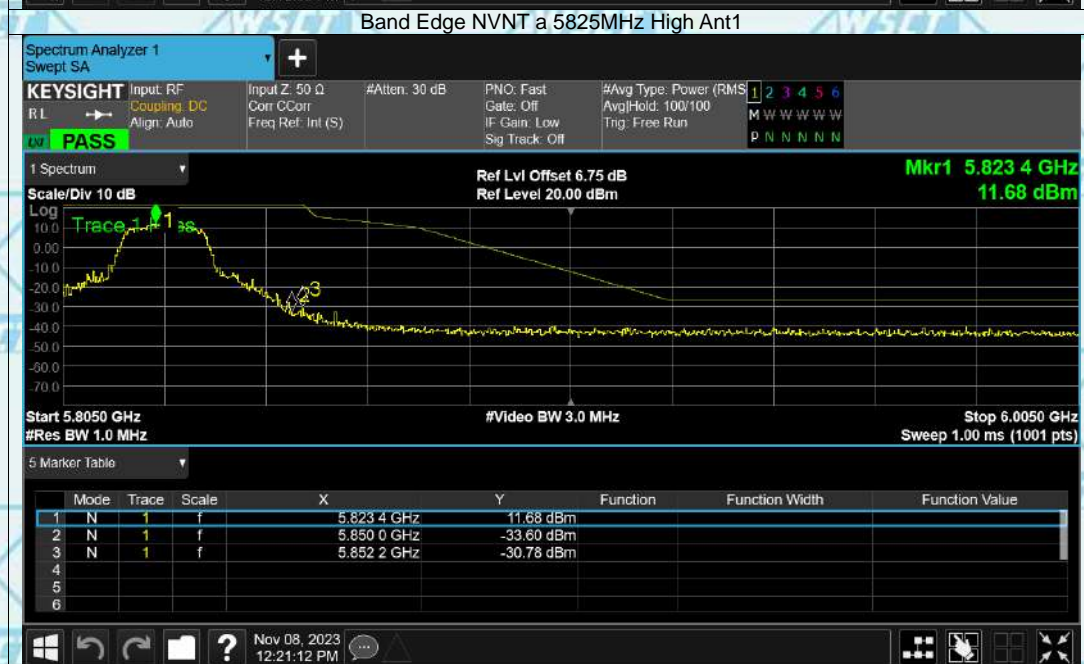 WSCT WSCT
Band Edge NVNT a 5825MHz High Ant1
Spectrum Analyzer 1
Swept SA
+
KEYSIGHT Input: RF Input Z: 50 Ω #Atten: 30 dB PNO: Fast #Avg Type: Power (RMS 1 2 3 4 5 6
RL Coupling: DC Corr CCorr Gate: Off Avg|Hold: 100/100 M W W W W W
Align: Auto Freq Ref: Int (S) IF Gain: Low Trig: Free Run
LXI PASS Sig Track: Off P N N N N N
1 Spectrum Ref Lvl Offset 6.75 dB Mkr1 5.823 4 GHz
Scale/Div 10 dB Ref Level 20.00 dBm 11.68 dBm
Log
Trace 1
1
10.0
0.00
-10.0
-20.0
2 3
-30.0
-40.0
-50.0
-60.0
-70.0
Start 5.8050 GHz #Video BW 3.0 MHz Stop 6.0050 GHz
#Res BW 1.0 MHz Sweep 1.00 ms (1001 pts)
5 Marker Table
Mode Trace Scale X Y Function Function Width Function Value
1 N 1 f 5.823 4 GHz 11.68 dBm
2 N 1 f 5.850 0 GHz -33.60 dBm
3 N 1 f 5.852 2 GHz -30.78 dBm
4
5
6
? Nov 08, 2023
12:21:12 PM